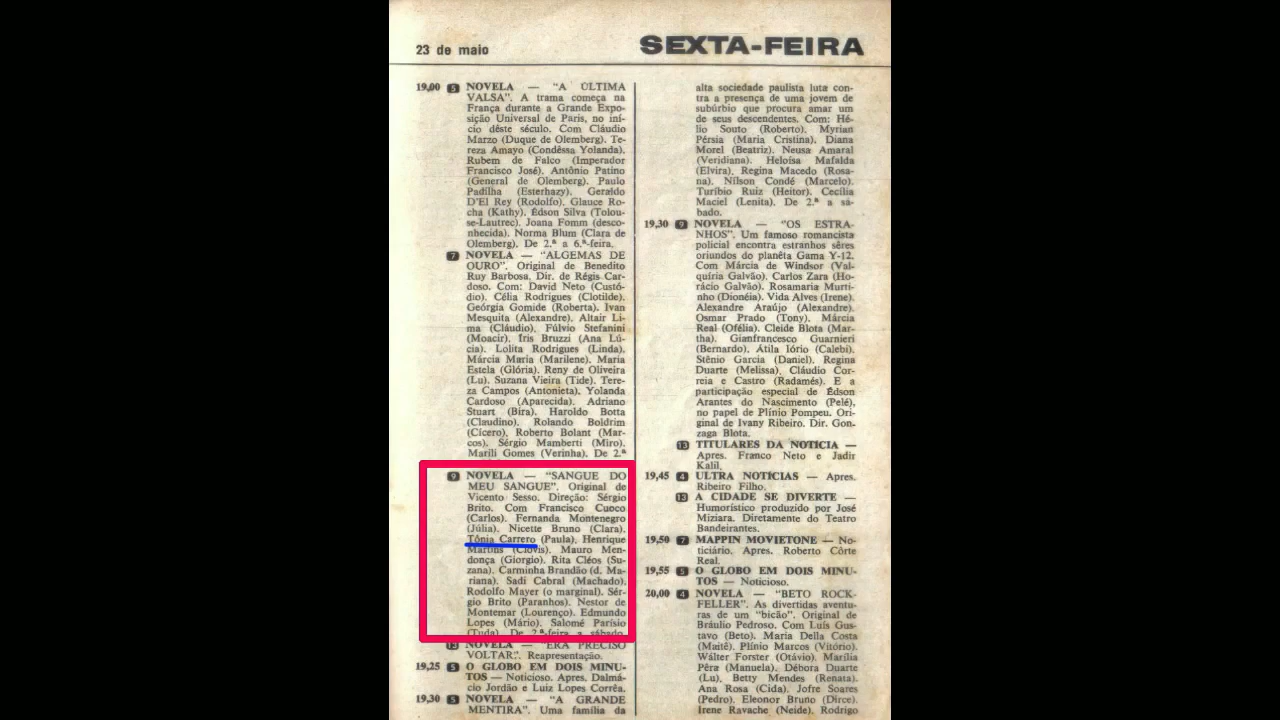 23 de maio
SEXTA-FEIRA
19,00 5 NOVELA — "A ÚLTIMA
VALSA". A trama começa na
França durante a Grande Expo-
sição Universal de Paris, no iní-
cio dêste século. Com Cláudio
Marzo (Duque de Olemberg). Te-
reza Amayo (Condêssa Yolanda).
Rubem de Falco (Imperador
Francisco José). Antônio Patino
(General de Olemberg). Paulo
Padilha (Esterhazy). Geraldo
D'El Rey (Rodolfo). Glauce Ro-
cha (Kathy). Édson Silva (Tolou-
se-Lautrec). Joana Fomm (desco-
nhecida). Norma Blum (Clara de
Olemberg). De 2.ª a 6.ª-feira.
7 NOVELA — "ALGEMAS DE
OURO". Original de Benedito
Ruy Barbosa. Dir. de Régis Car-
doso. Com: David Neto (Custó-
dio). Célia Rodrigues (Clotilde).
Geórgia Gomide (Roberta). Ivan
Mesquita (Alexandre). Altair Li-
ma (Cláudio). Fúlvio Stefanini
(Moacir). Iris Bruzzi (Ana Lú-
cia). Lolita Rodrigues (Linda).
Márcia Maria (Marilene). Maria
Estela (Glória). Reny de Oliveira
(Lu). Suzana Vieira (Tide). Tere-
za Campos (Antonieta). Yolanda
Cardoso (Aparecida). Adriano
Stuart (Bira). Haroldo Botta
(Claudino). Rolando Boldrim
(Cícero). Roberto Bolant (Mar-
cos). Sérgio Mamberti (Miro).
Marili Gomes (Verinha). De 2.ª
9 NOVELA — "SANGUE DO
MEU SANGUE". Original de
Vicento Sesso. Direção: Sérgio
Brito. Com Francisco Cuoco
(Carlos). Fernanda Montenegro
(Júlia). Nicette Bruno (Clara).
Tônia Carrero (Paula). Henrique
Martins (Clóvis). Mauro Men-
donça (Giorgio). Rita Cléos (Su-
zana). Carminha Brandão (d. Ma-
riana). Sadi Cabral (Machado).
Rodolfo Mayer (o marginal). Sér-
gio Brito (Paranhos). Nestor de
Montemar (Lourenço). Edmundo
Lopes (Mário). Salomé Parísio
(Tuda). De 2.ª-feira a sábado.
13 NOVELA — "ERA PRECISO
VOLTAR". Reapresentação.
19,25 5 O GLOBO EM DOIS MINU-
TOS — Noticioso. Apres. Dalmá-
cio Jordão e Luiz Lopes Corrêa.
19,30 5 NOVELA — "A GRANDE
MENTIRA". Uma família da
alta sociedade paulista luta con-
tra a presença de uma jovem de
subúrbio que procura amar um
de seus descendentes. Com: Hé-
lio Souto (Roberto). Myrian
Pérsia (Maria Cristina). Diana
Morel (Beatriz). Neusa Amaral
(Veridiana). Heloísa Mafalda
(Elvira). Regina Macedo (Rosa-
na). Nilson Condé (Marcelo).
Turíbio Ruiz (Heitor). Cecília
Maciel (Lenita). De 2.ª a sá-
bado.
19,30 9 NOVELA — "OS ESTRA-
NHOS". Um famoso romancista
policial encontra estranhos sêres
oriundos do planêta Gama Y-12.
Com Márcia de Windsor (Val-
quíria Galvão). Carlos Zara (Ho-
rácio Galvão). Rosamaria Murti-
nho (Dionéia). Vida Alves (Irene).
Alexandre Araújo (Alexandre).
Osmar Prado (Tony). Márcia
Real (Ofélia). Cleide Blota (Mar-
tha). Gianfrancesco Guarnieri
(Bernardo). Átila Iório (Calebi).
Stênio Garcia (Daniel). Regina
Duarte (Melissa). Cláudio Cor-
reia e Castro (Radamés). E a
participação especial de Édson
Arantes do Nascimento (Pelé),
no papel de Plínio Pompeu. Ori-
ginal de Ivany Ribeiro. Dir. Gon-
zaga Blota.
13 TITULARES DA NOTÍCIA —
Apres. Franco Neto e Jadir
Kalil.
19,45 4 ULTRA NOTÍCIAS — Apres.
Ribeiro Filho.
13 A CIDADE SE DIVERTE —
Humorístico produzido por José
Miziara. Diretamente do Teatro
Bandeirantes.
19,50 7 MAPPIN MOVIETONE — No-
ticiário. Apres. Roberto Côrte
Real.
19,55 5 O GLOBO EM DOIS MINU-
TOS — Noticioso.
20,00 4 NOVELA — "BETO ROCK-
FELLER". As divertidas aventu-
ras de um "bicão". Original de
Bráulio Pedroso. Com Luís Gus-
tavo (Beto). Maria Della Costa
(Maitê). Plínio Marcos (Vitório).
Wálter Forster (Otávio). Marília
Pêra (Manuela). Débora Duarte
(Lu). Betty Mendes (Renata).
Ana Rosa (Cida). Jofre Soares
(Pedro). Eleonor Bruno (Dirce).
Irene Ravache (Neide). Rodrigo